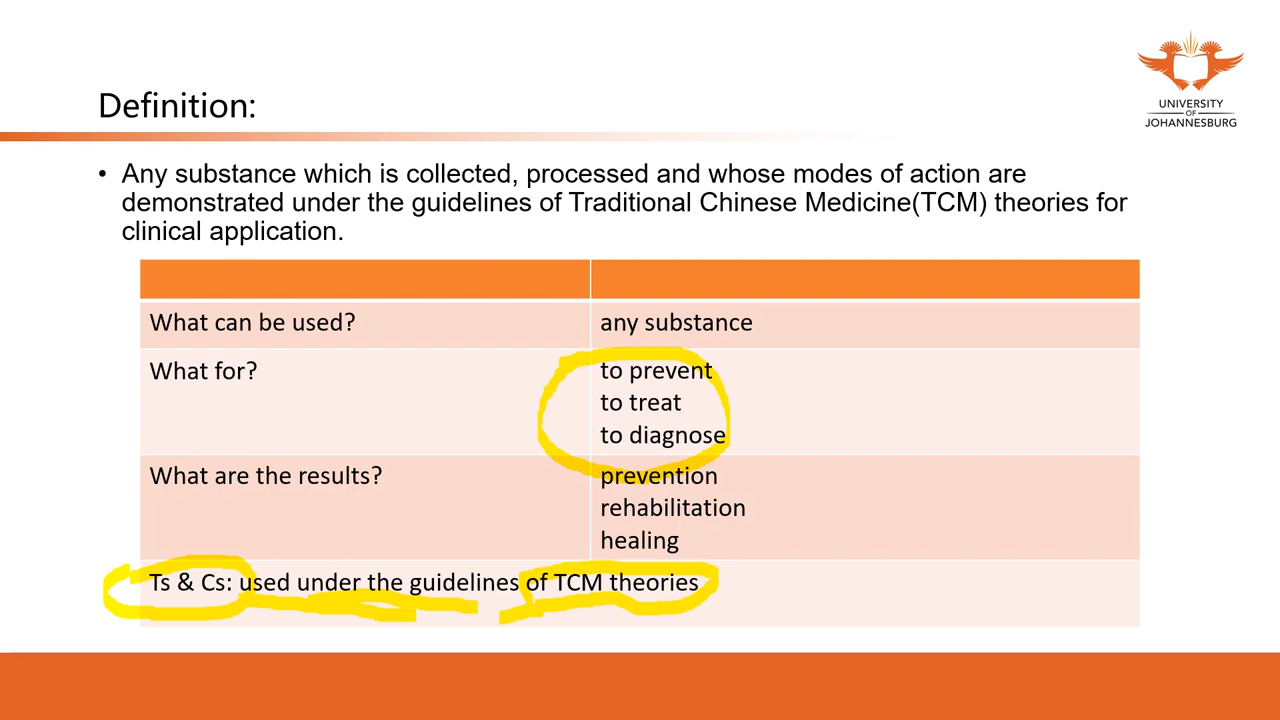 UNIVERSITY
OF
JOHANNESBURG
Definition:
• Any substance which is collected, processed and whose modes of action are
demonstrated under the guidelines of Traditional Chinese Medicine(TCM) theories for
clinical application.
What can be used? any substance
What for? to prevent
to treat
to diagnose
What are the results? prevention
rehabilitation
healing
Ts & Cs: used under the guidelines of TCM theories